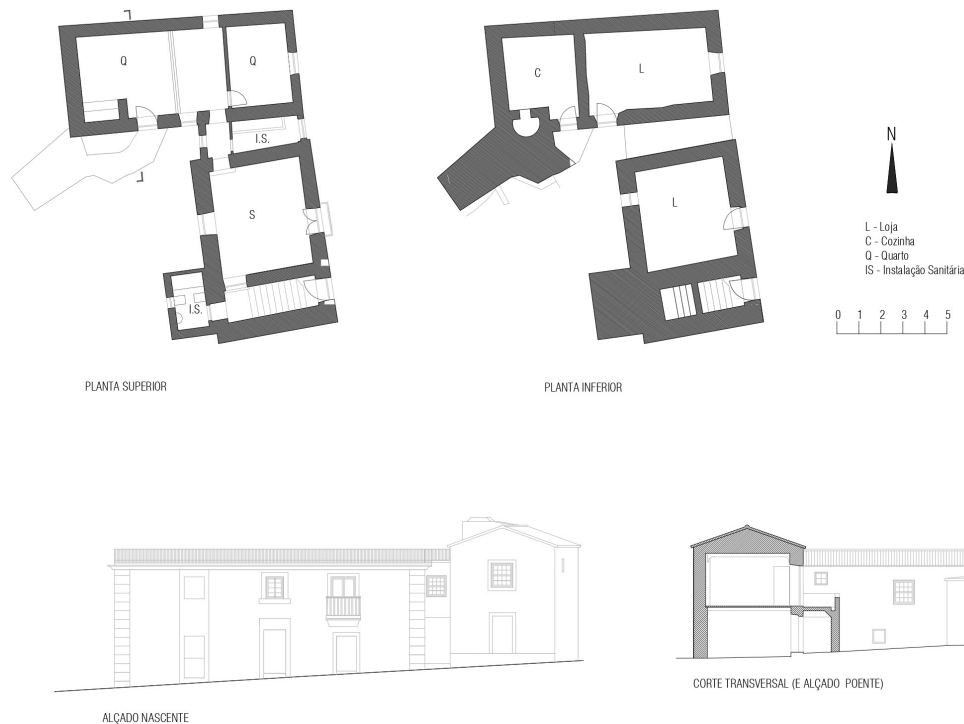 Q
Q
I.S.
S
I.S.
PLANTA SUPERIOR
C
L
L
PLANTA INFERIOR
N
L - Loja
C - Cozinha
Q - Quarto
IS - Instalação Sanitária
0 1 2 3 4 5
ALÇADO NASCENTE
CORTE TRANSVERSAL (E ALÇADO POENTE)